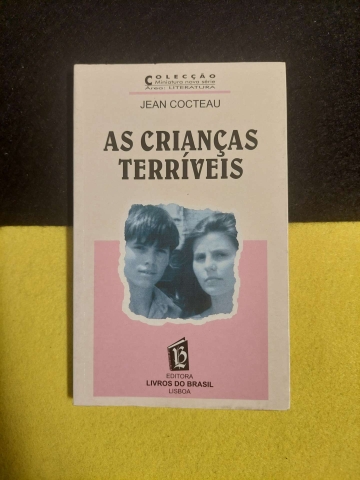 COLECÇÃO
Miniatura nova série
Área: LITERATURA
JEAN COCTEAU
AS CRIANÇAS
TERRÍVEIS
EDITORA
LIVROS DO BRASIL
LISBOA